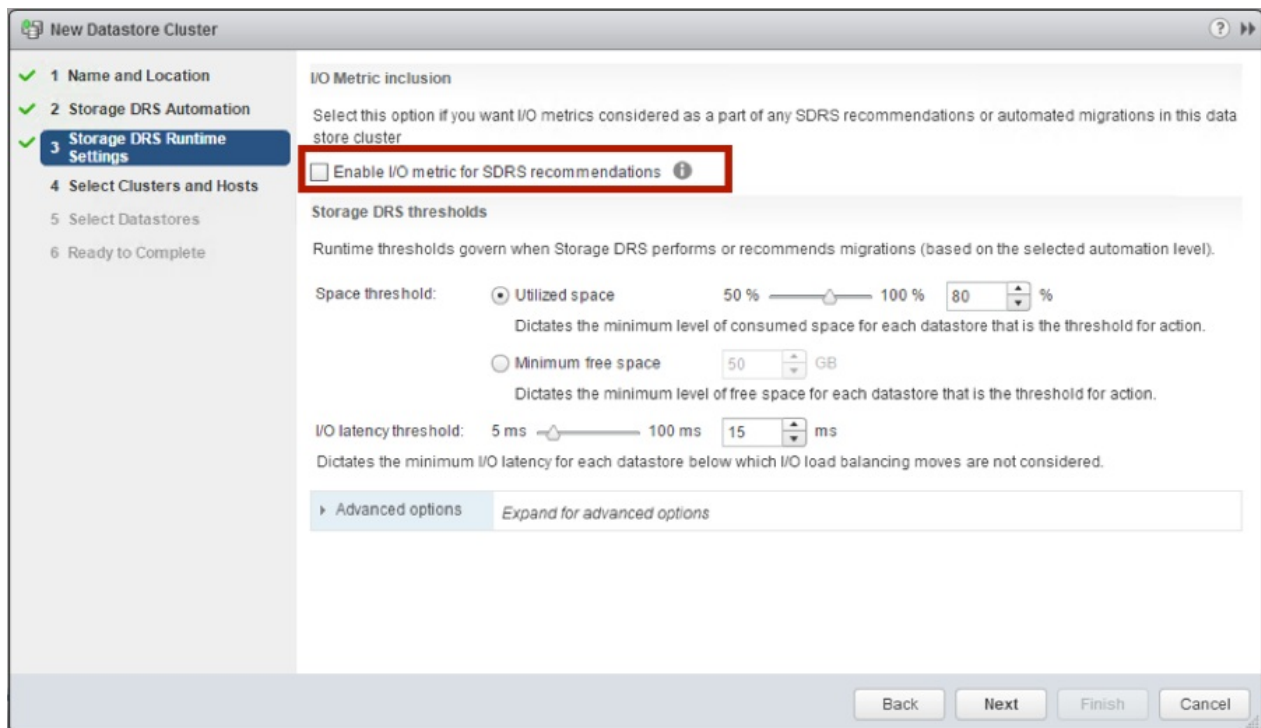 New Datastore Cluster
1 Name and Location
2 Storage DRS Automation
3 Storage DRS Runtime
Settings
4 Select Clusters and Hosts
5 Select Datastores
6 Ready to Complete
I/O Metric inclusion
Select this option if you want I/O metrics considered as a part of any SDRS recommendations or automated migrations in this data
store cluster
Enable I/O metric for SDRS recommendations
Storage DRS thresholds
Runtime thresholds govern when Storage DRS performs or recommends migrations (based on the selected automation level).
Space threshold: Utilized space 50 % 100 % 80 %
Dictates the minimum level of consumed space for each datastore that is the threshold for action.
Minimum free space 50 GB
Dictates the minimum level of free space for each datastore that is the threshold for action.
I/O latency threshold: 5 ms 100 ms 15 ms
Dictates the minimum I/O latency for each datastore below which I/O load balancing moves are not considered.
Advanced options Expand for advanced options
Back Next Finish Cancel